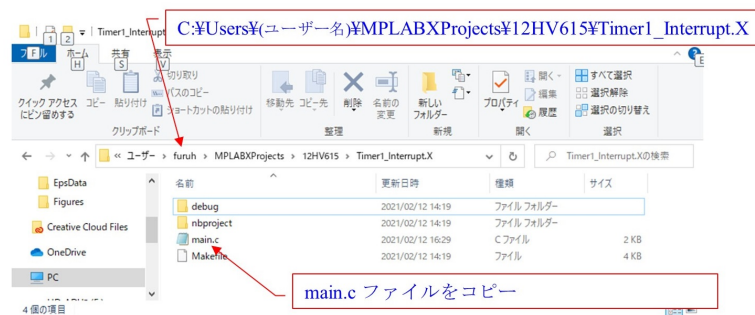 C:¥Users¥(ユーザー名)¥MPLABXProjects¥12HV615¥Timer1_Interrupt.X
Timer1_Interrupt
1 2
ファイル ホーム 共有 表示
F H S V E
クイック アクセスにピン留めする
コピー
貼り付け
切り取り
パスのコピー
ショートカットの貼り付け
クリップボード
移動先 コピー先 削除 名前の変更
整理
新しいフォルダー
新規
プロパティ
開く
編集
履歴
開く
すべて選択
選択解除
選択の切り替え
選択
« ユーザー › furuh › MPLABXProjects › 12HV615 › Timer1_Interrupt.X
Timer1_Interrupt.Xの検索
EpsData
Figures
Creative Cloud Files
OneDrive
PC
名前 更新日時 種類 サイズ
debug 2021/02/12 14:19 ファイル フォルダー
nbproject 2021/02/12 14:19 ファイル フォルダー
main.c 2021/02/12 16:29 C ファイル 2 KB
Makefile 2021/02/12 14:19 ファイル 4 KB
main.c ファイルをコピー
4 個の項目